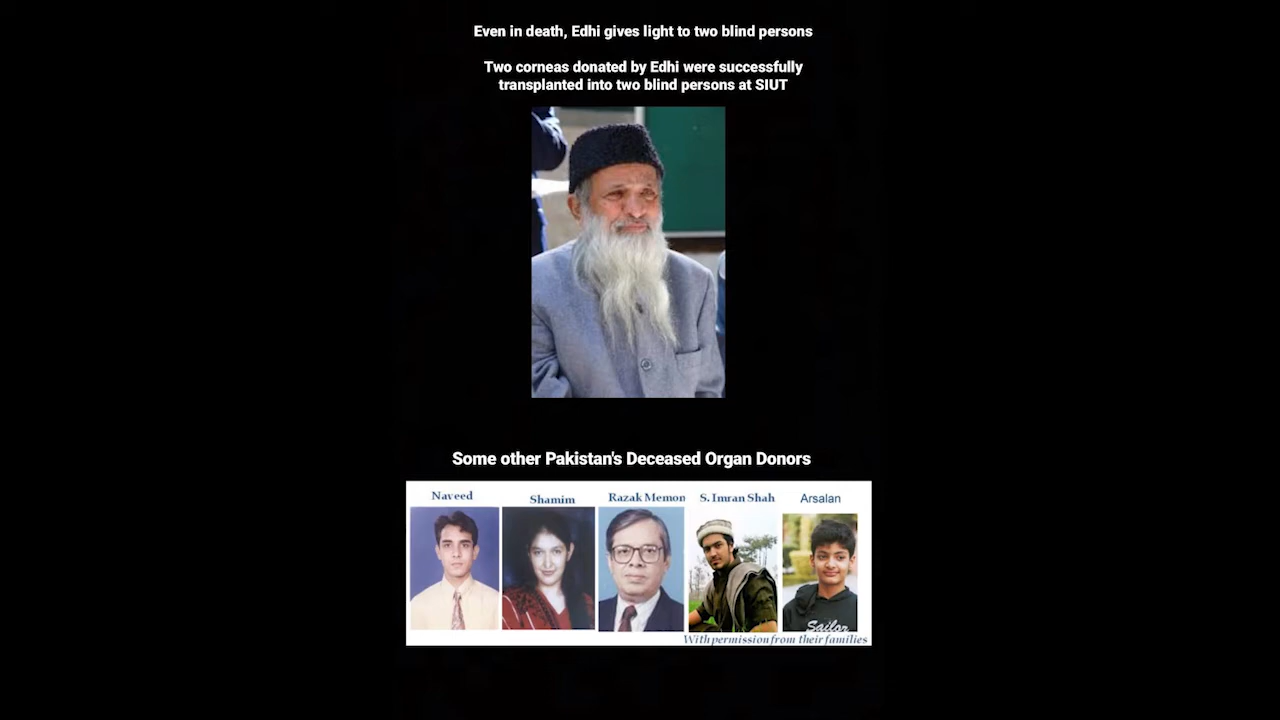 Even in death, Edhi gives light to two blind persons
Two corneas donated by Edhi were successfully
transplanted into two blind persons at SIUT
Some other Pakistan's Deceased Organ Donors
Naveed
Shamim
Razak Memon
S. Imran Shah
Arsalan
Sailor
With permission from their families